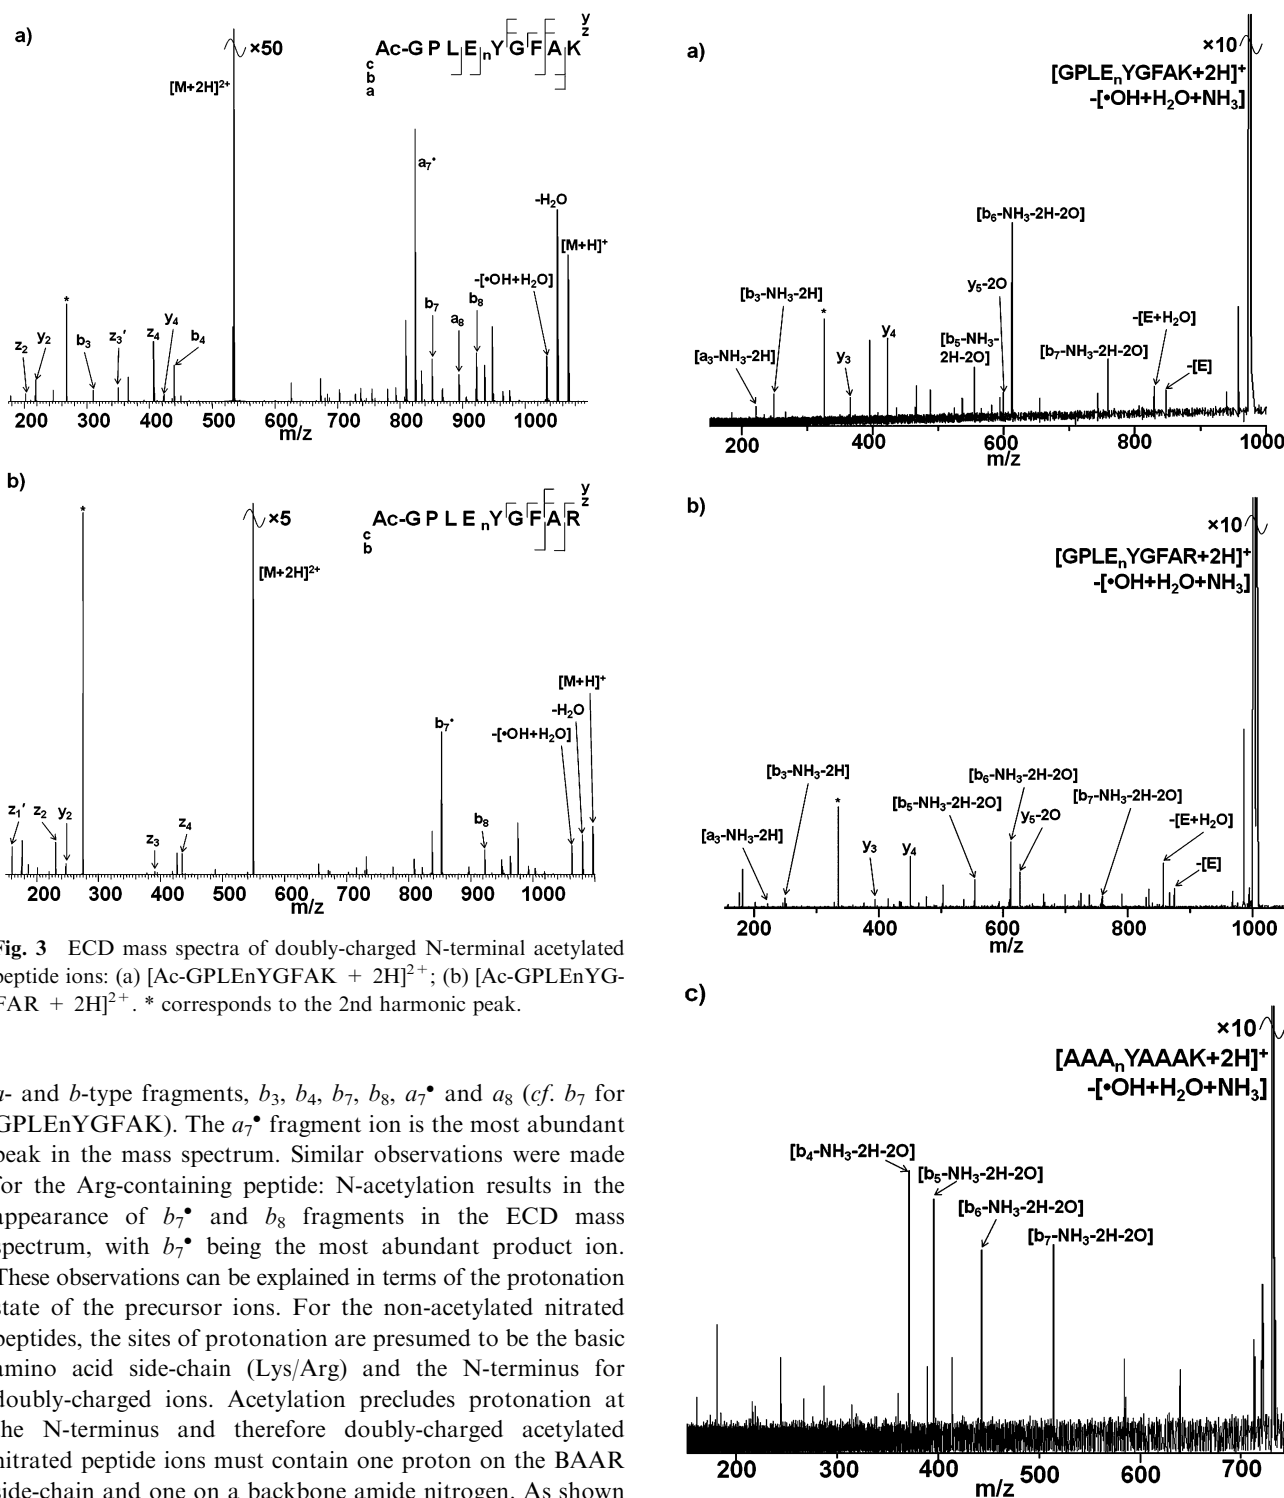 a)
×50
Ac-G P L E nY G F A K
y
z
c
b
a
[M+2H]2+
a7•
-H2O
[M+H]+
-[•OH+H2O]
b7
a8
b8
*
z2
y2
b3
z3'
z4
y4
b4
200 300 400 500 600 700 800 900 1000
m/z
b)
*
×5
Ac-G P L E nY G F A R
y
z
c
b
[M+2H]2+
[M+H]+
-H2O
-[•OH+H2O]
b7•
b8
z1'
z2
y2
z3
z4
200 300 400 500 600 700 800 900 1000
m/z
Fig. 3 ECD mass spectra of doubly-charged N-terminal acetylated
peptide ions: (a) [Ac-GPLEnYGFAK + 2H]2+; (b) [Ac-GPLEnYG-
FAR + 2H]2+. * corresponds to the 2nd harmonic peak.
a- and b-type fragments, b3, b4, b7, b8, a7• and a8 (cf. b7 for
GPLEnYGFAK). The a7• fragment ion is the most abundant
peak in the mass spectrum. Similar observations were made
for the Arg-containing peptide: N-acetylation results in the
appearance of b7• and b8 fragments in the ECD mass
spectrum, with b7• being the most abundant product ion.
These observations can be explained in terms of the protonation
state of the precursor ions. For the non-acetylated nitrated
peptides, the sites of protonation are presumed to be the basic
amino acid side-chain (Lys/Arg) and the N-terminus for
doubly-charged ions. Acetylation precludes protonation at
the N-terminus and therefore doubly-charged acetylated
nitrated peptide ions must contain one proton on the BAAR
side-chain and one on a backbone amide nitrogen. As shown
a)
×10
[GPLEnYGFAK+2H]+
-[•OH+H2O+NH3]
[b6-NH3-2H-2O]
y5-2O
[b3-NH3-2H]
*
y4
[b5-NH3-
2H-2O]
-[E+H2O]
[a3-NH3-2H]
y3
[b7-NH3-2H-2O]
-[E]
200 400 600 800 1000
m/z
b)
×10
[GPLEnYGFAR+2H]+
-[•OH+H2O+NH3]
[b3-NH3-2H]
[b6-NH3-2H-2O]
*
[b5-NH3-2H-2O]
[b7-NH3-2H-2O]
y5-2O
-[E+H2O]
[a3-NH3-2H]
y3
y4
-[E]
200 400 600 800 1000
m/z
c)
×10
[AAAnYAAAK+2H]+
-[•OH+H2O+NH3]
[b4-NH3-2H-2O]
[b5-NH3-2H-2O]
[b6-NH3-2H-2O]
[b7-NH3-2H-2O]
200 300 400 500 600 700
m/z